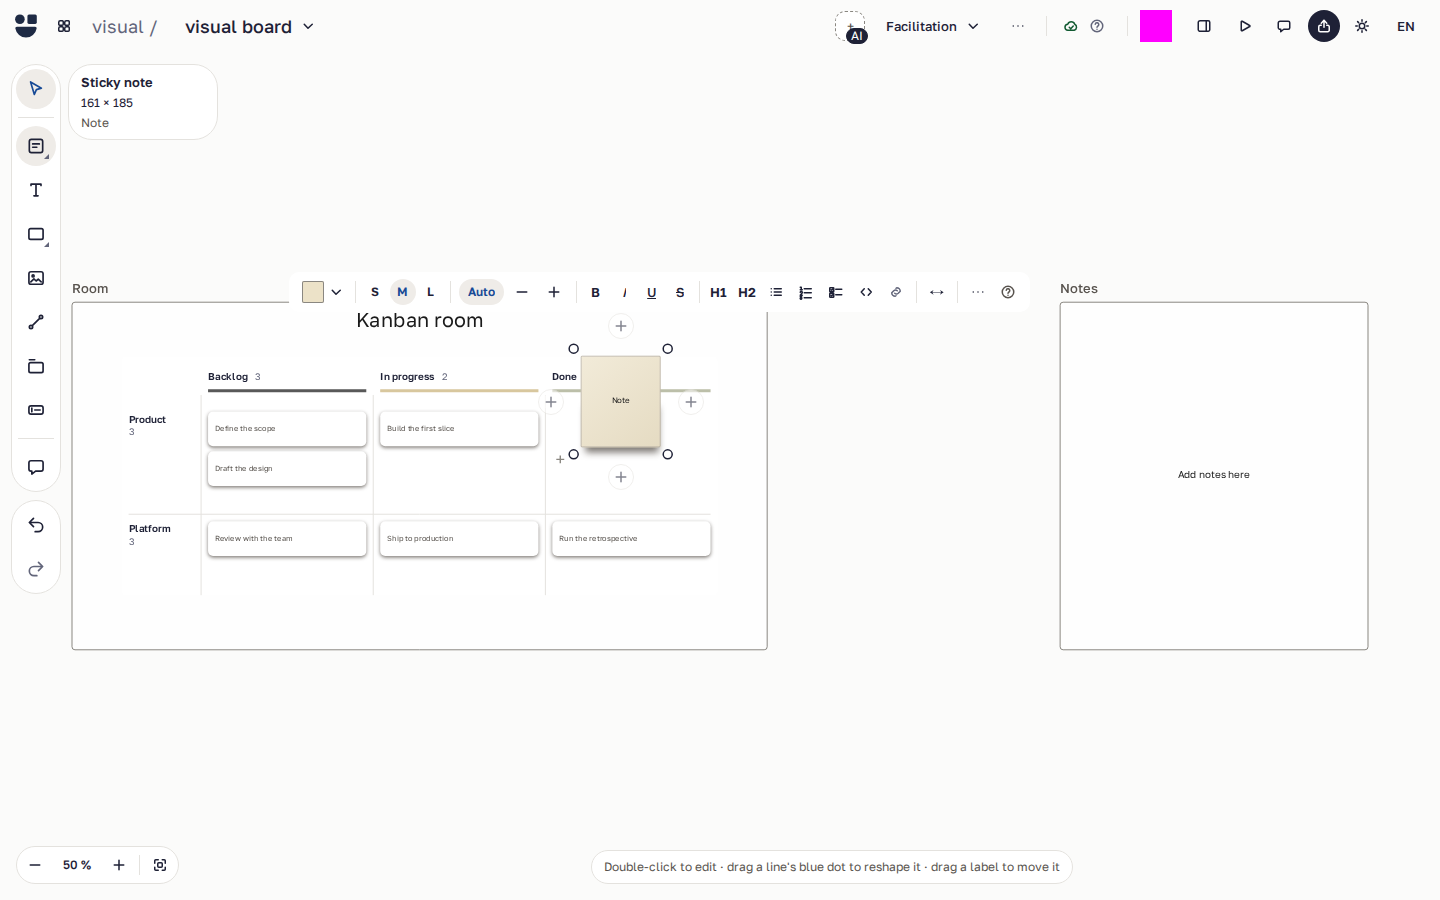 visual /
visual board
AI
Facilitation
EN
Sticky note
161 × 185
Note
Room
S
M
L
Auto
B
I
U
S
H1
H2
Notes
Kanban room
Backlog 3
In progress 2
Done
Product
3
Define the scope
Build the first slice
Note
Draft the design
Add notes here
Platform
3
Review with the team
Ship to production
Run the retrospective
50 %
Double-click to edit · drag a line's blue dot to reshape it · drag a label to move it